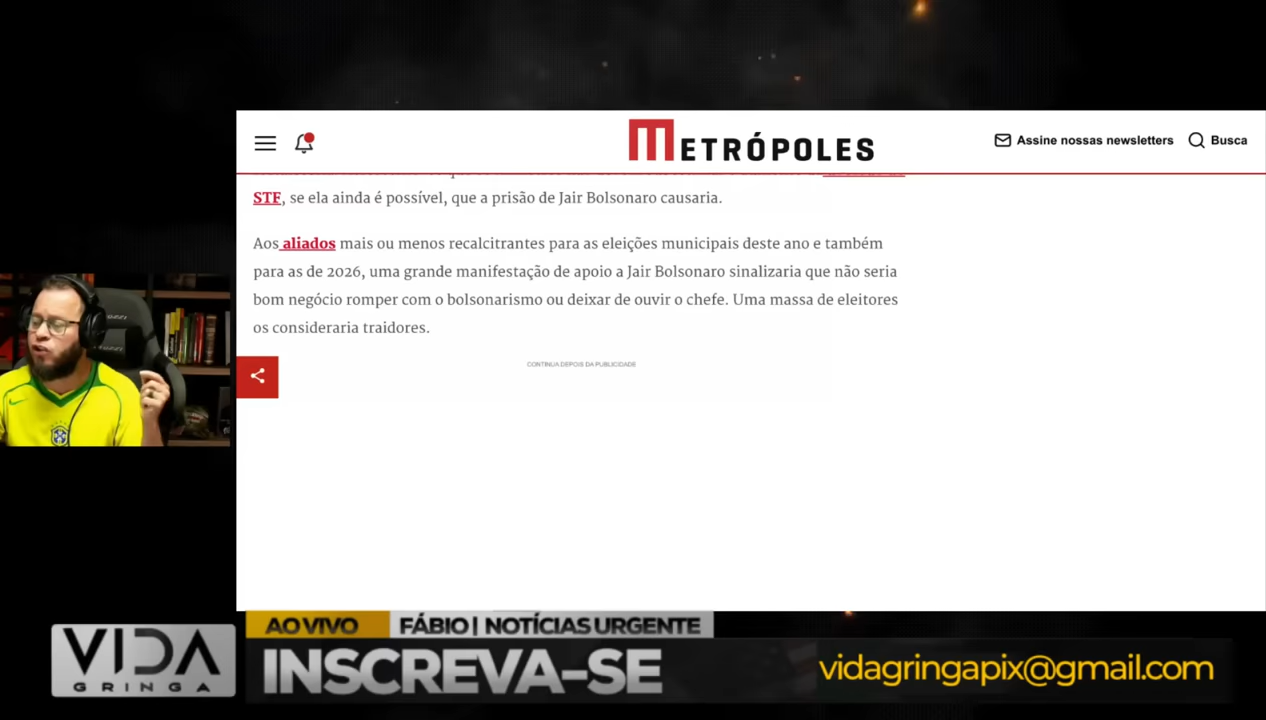 METRÓPOLES
Assine nossas newsletters
Busca
STF, se ela ainda é possível, que a prisão de Jair Bolsonaro causaria.
Aos aliados mais ou menos recalcitrantes para as eleições municipais deste ano e também
para as de 2026, uma grande manifestação de apoio a Jair Bolsonaro sinalizaria que não seria
bom negócio romper com o bolsonarismo ou deixar de ouvir o chefe. Uma massa de eleitores
os consideraria traidores.
CONTINUA DEPOIS DA PUBLICIDADE
AO VIVO
FÁBIO | NOTÍCIAS URGENTE
VIDA
GRINGA
INSCREVA-SE
vidagringapix@gmail.com